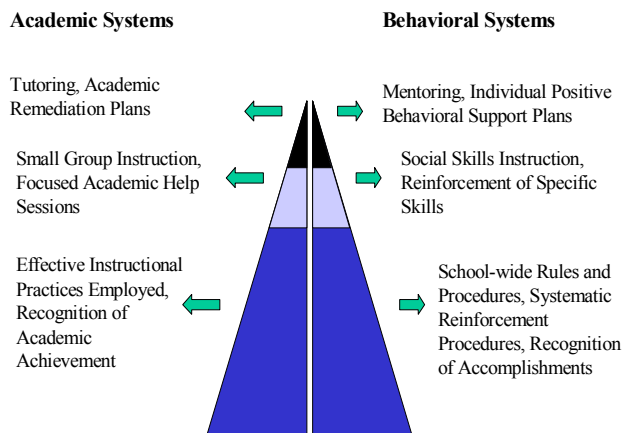 Academic Systems
Behavioral Systems
Tutoring, Academic
Remediation Plans
Mentoring, Individual Positive
Behavioral Support Plans
Small Group Instruction,
Focused Academic Help
Sessions
Social Skills Instruction,
Reinforcement of Specific
Skills
Effective Instructional
Practices Employed,
Recognition of
Academic
Achievement
School-wide Rules and
Procedures, Systematic
Reinforcement
Procedures, Recognition
of Accomplishments